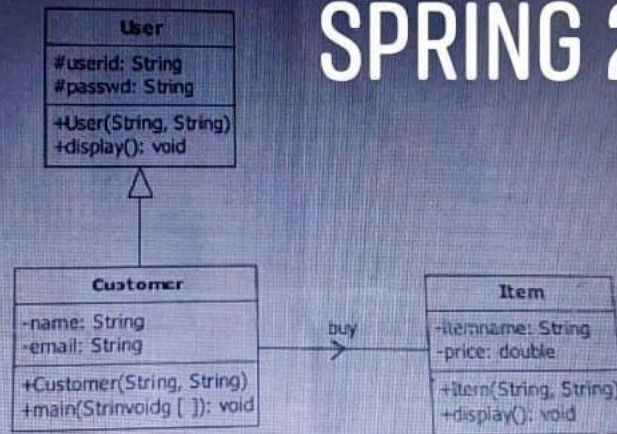 SPRING 2
User
#userid: String
#passwd: String
+User(String, String)
+display(): void
Customer
-name: String
-email: String
+Customer(String, String)
+main(Strinvoidg [ ]): void
buy
Item
-itemname: String
-price: double
+Item(String, String)
+display(): void